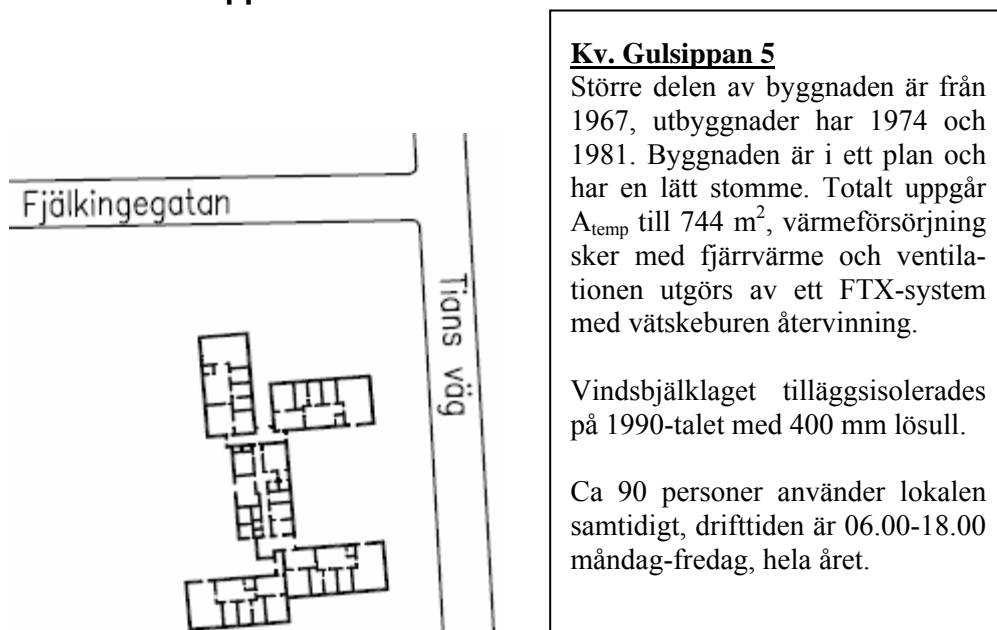 Kv. Gulsippan 5
Större delen av byggnaden är från
1967, utbyggnader har 1974 och
1981. Byggnaden är i ett plan och
har en lätt stomme. Totalt uppgår
Atemp till 744 m², värmeförsörjning
sker med fjärrvärme och ventila-
tionen utgörs av ett FTX-system
med vätskeburen återvinning.
Vindsbjälklaget tilläggsisolerades
på 1990-talet med 400 mm lösull.
Ca 90 personer använder lokalen
samtidigt, drifttiden är 06.00-18.00
måndag-fredag, hela året.
Fjälkingegatan
Tians väg